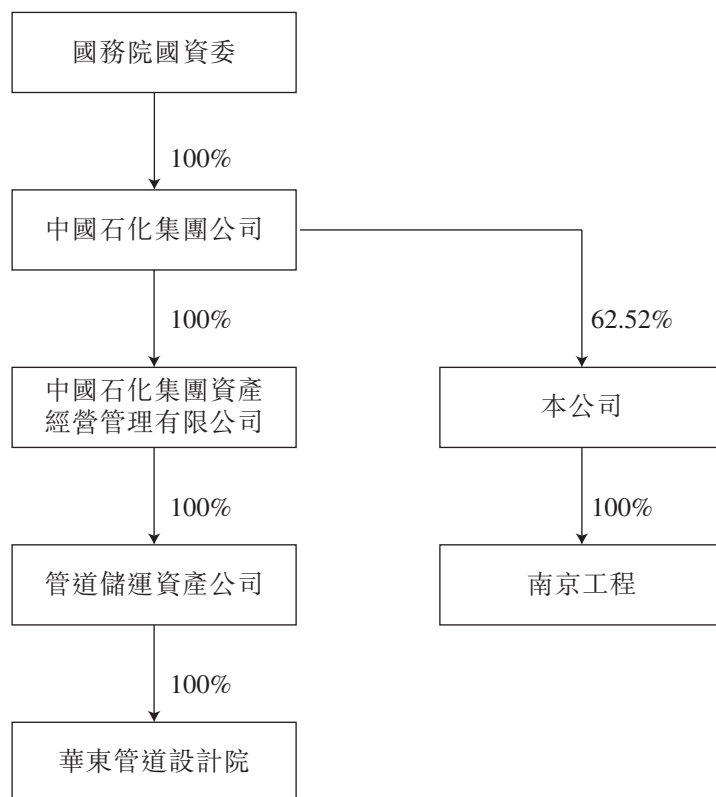 國務院國資委
100%
中國石化集團公司
100%
62.52%
中國石化集團資產
經營管理有限公司
本公司
100%
100%
管道儲運資產公司
南京工程
100%
華東管道設計院